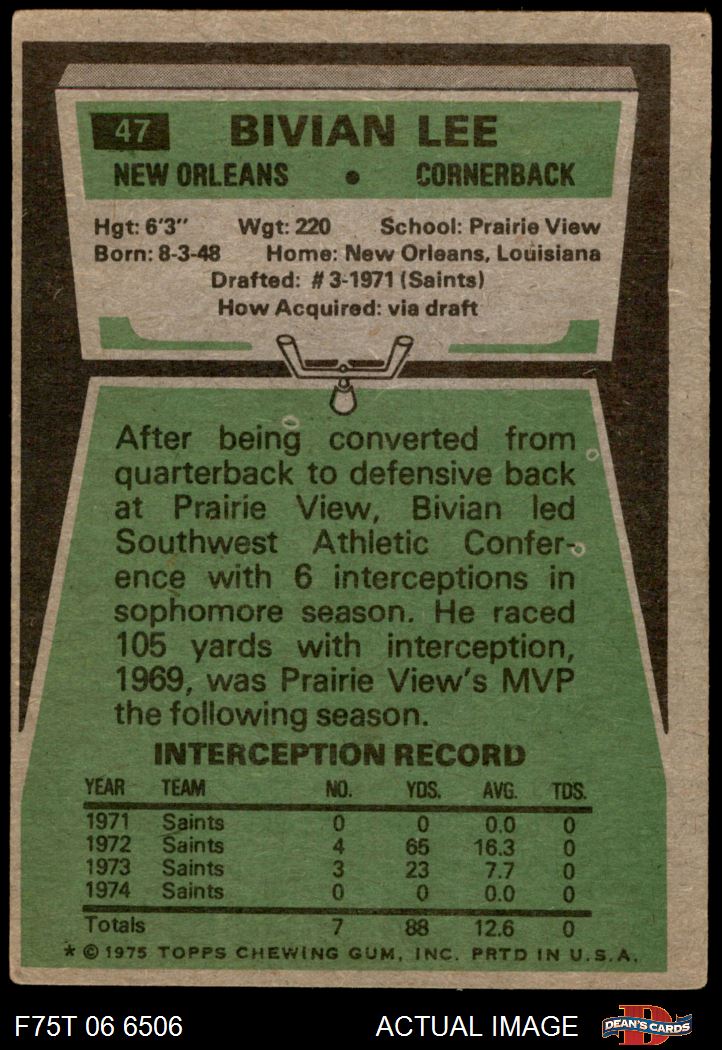 47 BIVIAN LEE
NEW ORLEANS • CORNERBACK
Hgt: 6'3" Wgt: 220 School: Prairie View
Born: 8-3-48 Home: New Orleans, Louisiana
Drafted: #3-1971 (Saints)
How Acquired: via draft
After being converted from
quarterback to defensive back
at Prairie View, Bivian led
Southwest Athletic Confer-
ence with 6 interceptions in
sophomore season. He raced
105 yards with interception,
1969, was Prairie View's MVP
the following season.
INTERCEPTION RECORD
YEAR TEAM NO. YDS. AVG. TDS.
1971 Saints 0 0 0.0 0
1972 Saints 4 65 16.3 0
1973 Saints 3 23 7.7 0
1974 Saints 0 0 0.0 0
Totals 7 88 12.6 0
* © 1975 TOPPS CHEWING GUM, INC. PRTD IN U.S.A.
F75T 06 6506 ACTUAL IMAGE D DEAN'S CARDS